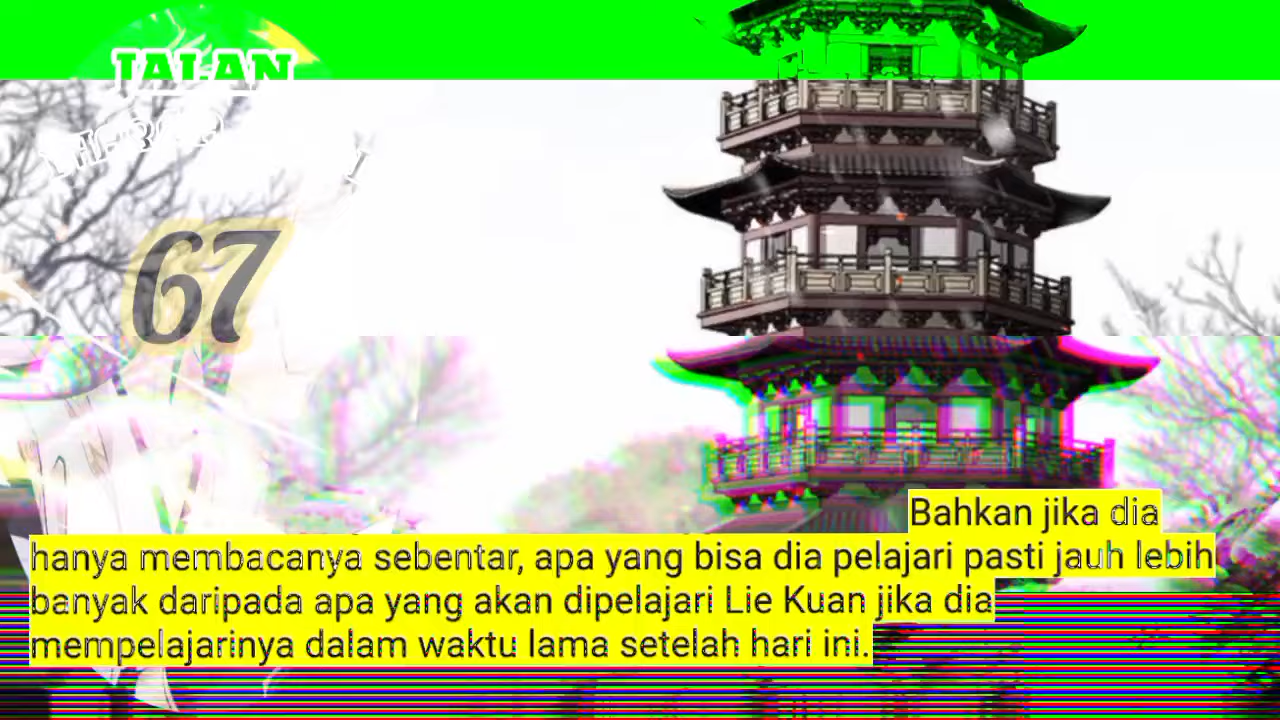 JALAN
67
Bahkan jika dia
hanya membacanya sebentar, apa yang bisa dia pelajari pasti jauh lebih
banyak daripada apa yang akan dipelajari Lie Kuan jika dia
mempelajarinya dalam waktu lama setelah hari ini.